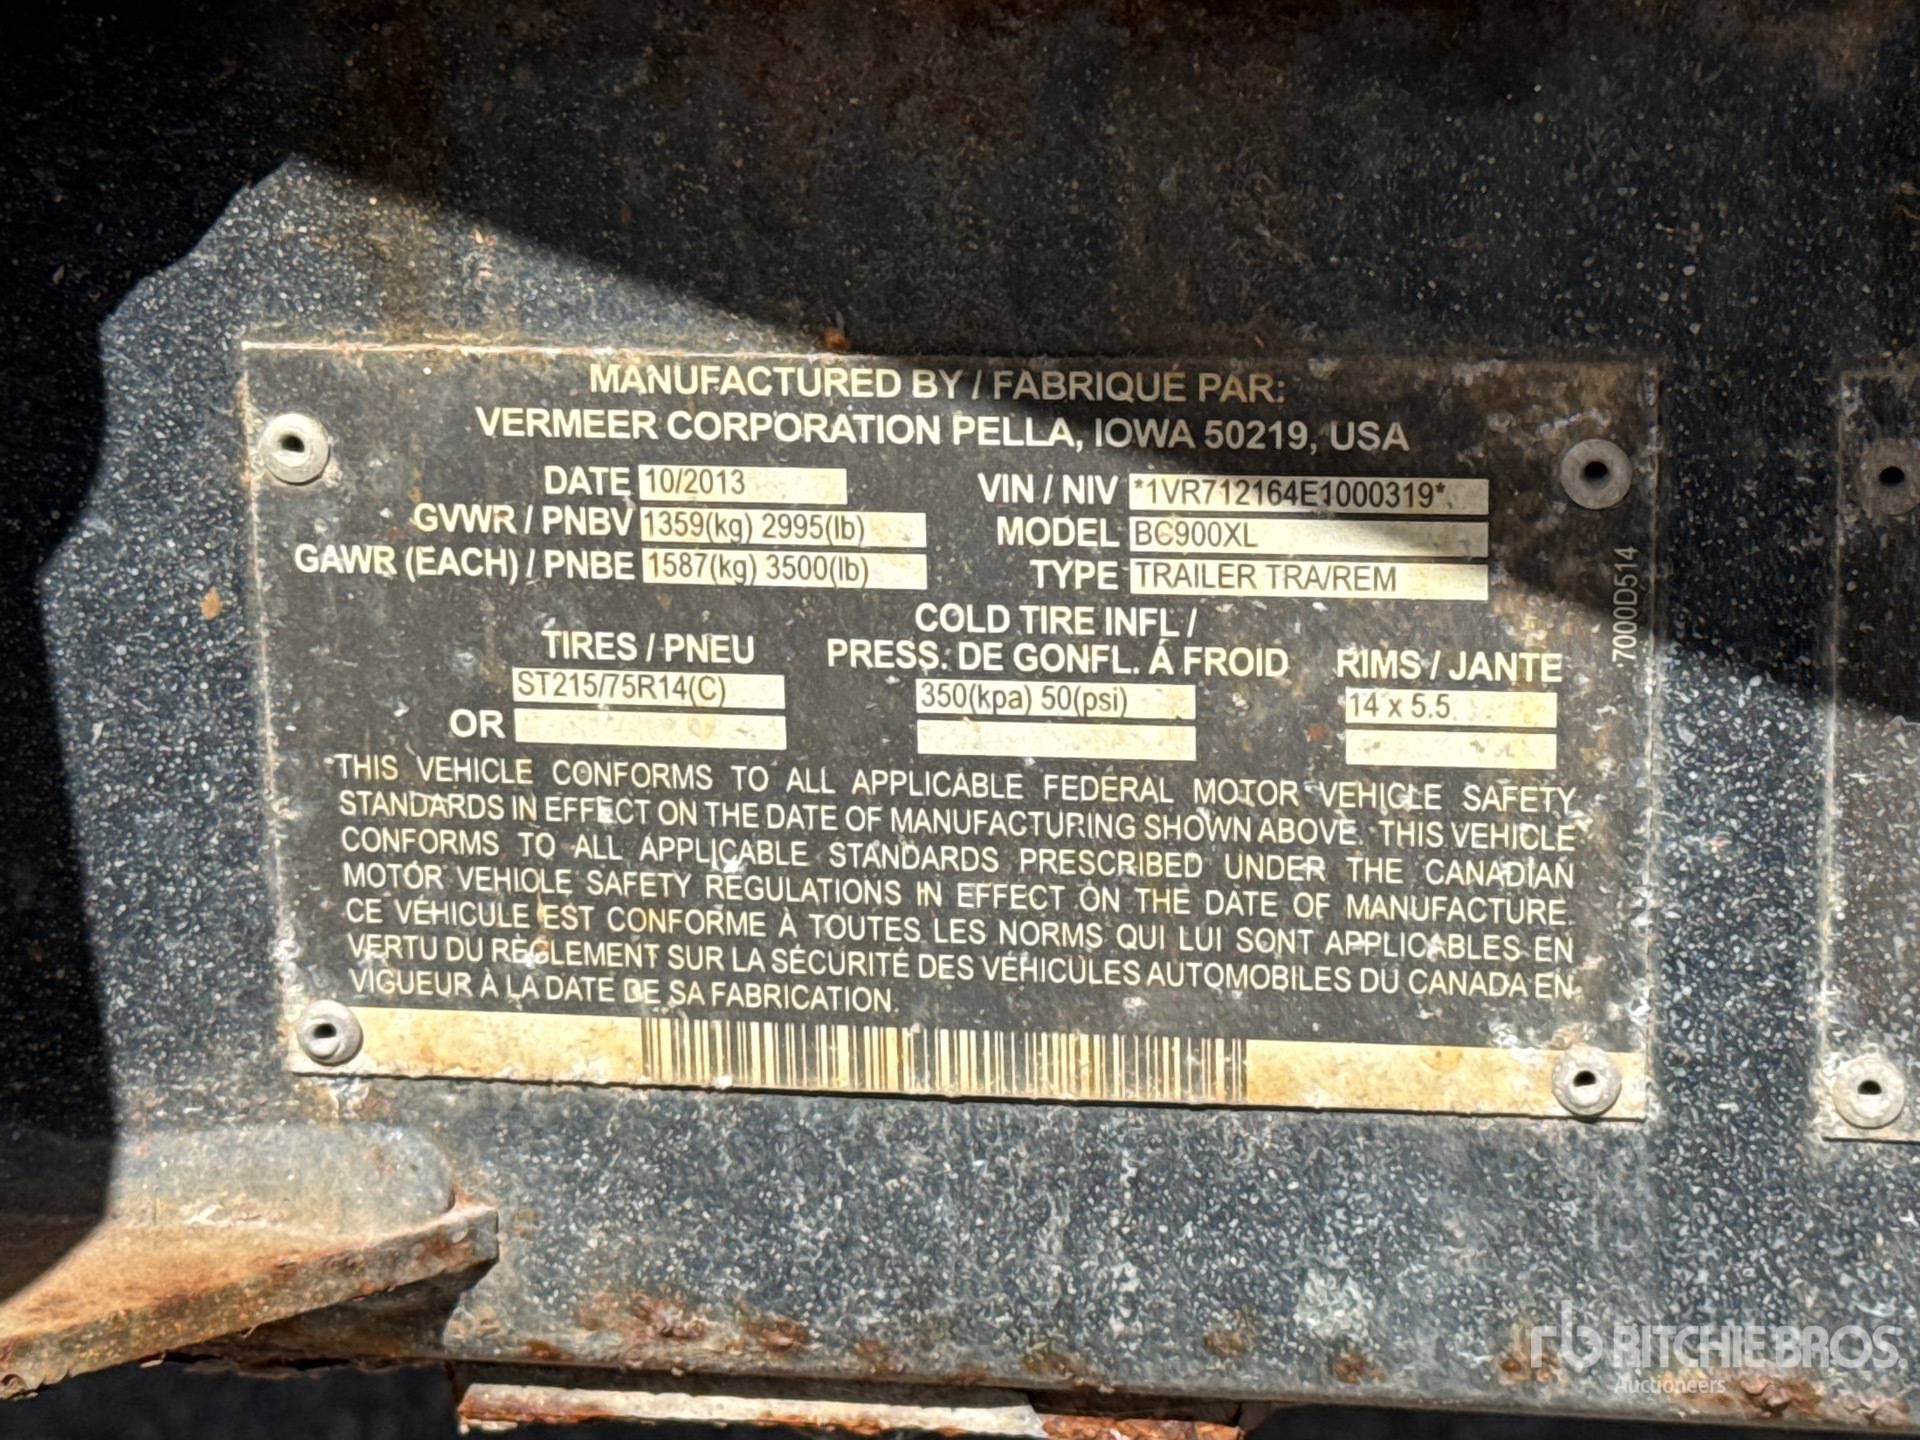 MANUFACTURED BY / FABRIQUÉ PAR:
VERMEER CORPORATION PELLA, IOWA 50219, USA
DATE 10/2013 VIN / NIV *1VR712164E1000319*
GVWR / PNBV 1359(kg) 2995(lb) MODEL BC900XL
GAWR (EACH) / PNBE 1587(kg) 3500(lb) TYPE TRAILER TRA/REM
COLD TIRE INFL /
TIRES / PNEU PRESS. DE GONFL. Á FROID RIMS / JANTE
ST215/75R14(C) 350(kpa) 50(psi) 14 x 5.5
OR
THIS VEHICLE CONFORMS TO ALL APPLICABLE FEDERAL MOTOR VEHICLE SAFETY
STANDARDS IN EFFECT ON THE DATE OF MANUFACTURING SHOWN ABOVE. THIS VEHICLE
CONFORMS TO ALL APPLICABLE STANDARDS PRESCRIBED UNDER THE CANADIAN
MOTOR VEHICLE SAFETY REGULATIONS IN EFFECT ON THE DATE OF MANUFACTURE.
CE VÉHICULE EST CONFORME À TOUTES LES NORMS QUI LUI SONT APPLICABLES EN
VERTU DU RÈGLEMENT SUR LA SÉCURITÉ DES VÉHICULES AUTOMOBILES DU CANADA EN
VIGUEUR À LA DATE DE SA FABRICATION.
7000D514
rb RITCHIE BROS.
Auctioneers